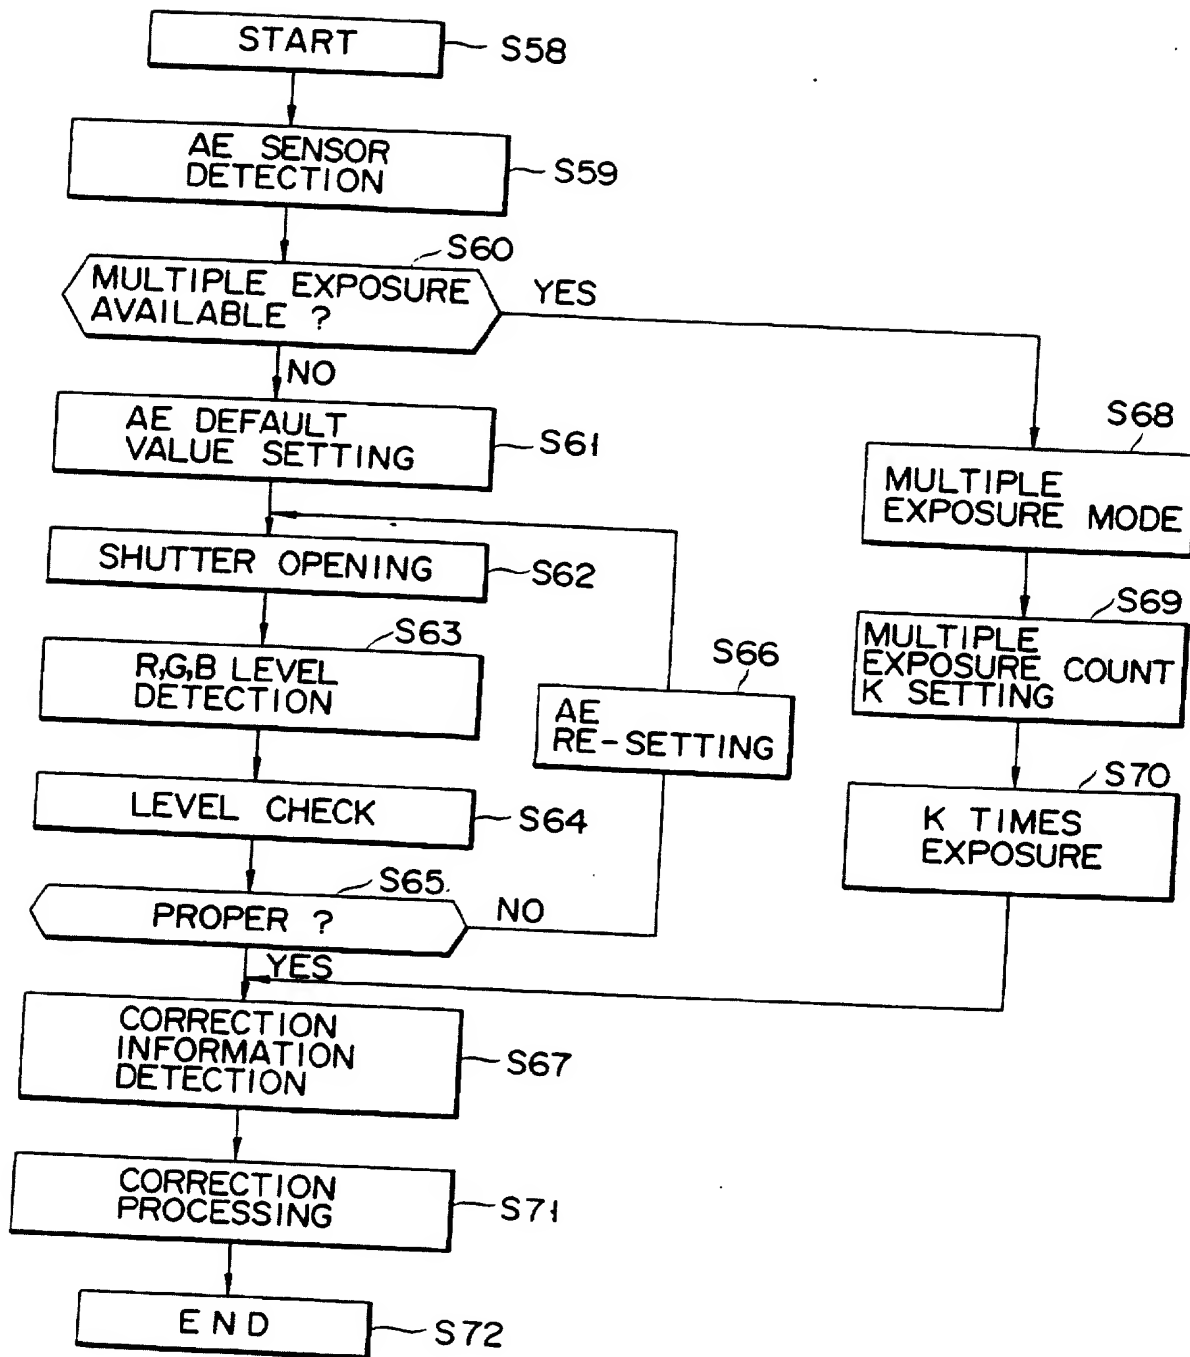 START
S58
AE SENSOR
DETECTION
S59
S60
MULTIPLE EXPOSURE
AVAILABLE ?
YES
NO
AE DEFAULT
VALUE SETTING
S61
S68
MULTIPLE
EXPOSURE MODE
SHUTTER OPENING
S62
S69
MULTIPLE
EXPOSURE COUNT
K SETTING
S63
R,G,B LEVEL
DETECTION
S66
AE
RE-SETTING
S70
K TIMES
EXPOSURE
LEVEL CHECK
S64
S65
PROPER ?
NO
YES
CORRECTION
INFORMATION
DETECTION
S67
CORRECTION
PROCESSING
S71
END
S72